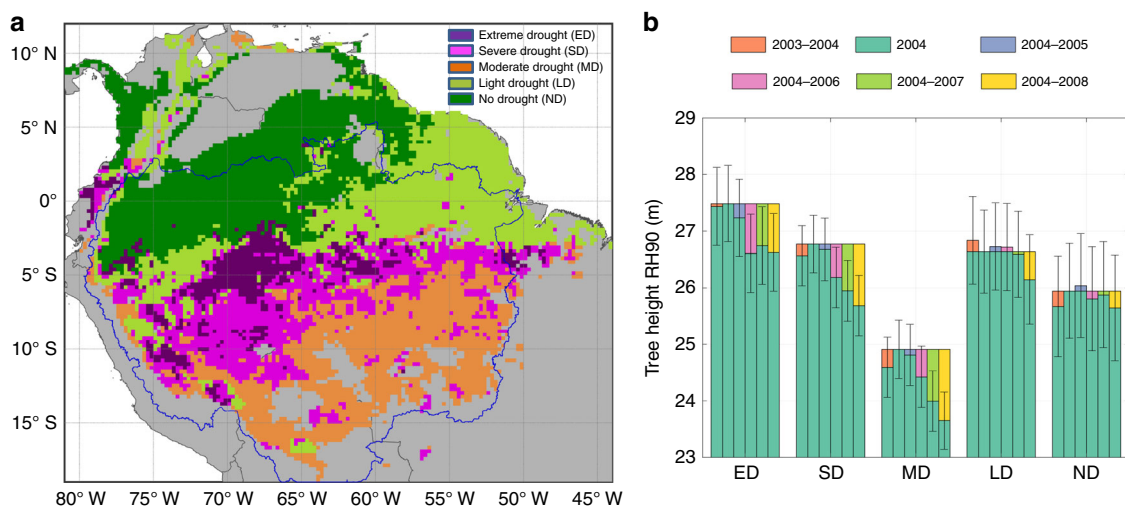 a
Extreme drought (ED)
Severe drought (SD)
Moderate drought (MD)
Light drought (LD)
No drought (ND)
10° N
5° N
0°
5° S
10° S
15° S
80° W 75° W 70° W 65° W 60° W 55° W 50° W 45° W
b
2003–2004 2004 2004–2005
2004–2006 2004–2007 2004–2008
Tree height RH90 (m)
29
28
27
26
25
24
23
ED SD MD LD ND